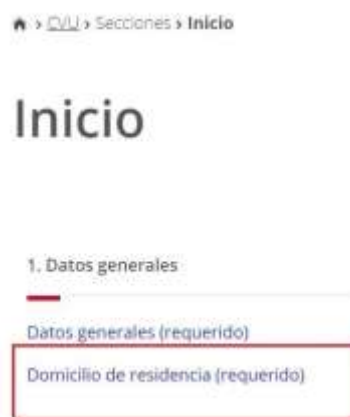 > CVU > Secciones > Inicio
Inicio
1. Datos generales
Datos generales (requerido)
Domicilio de residencia (requerido)